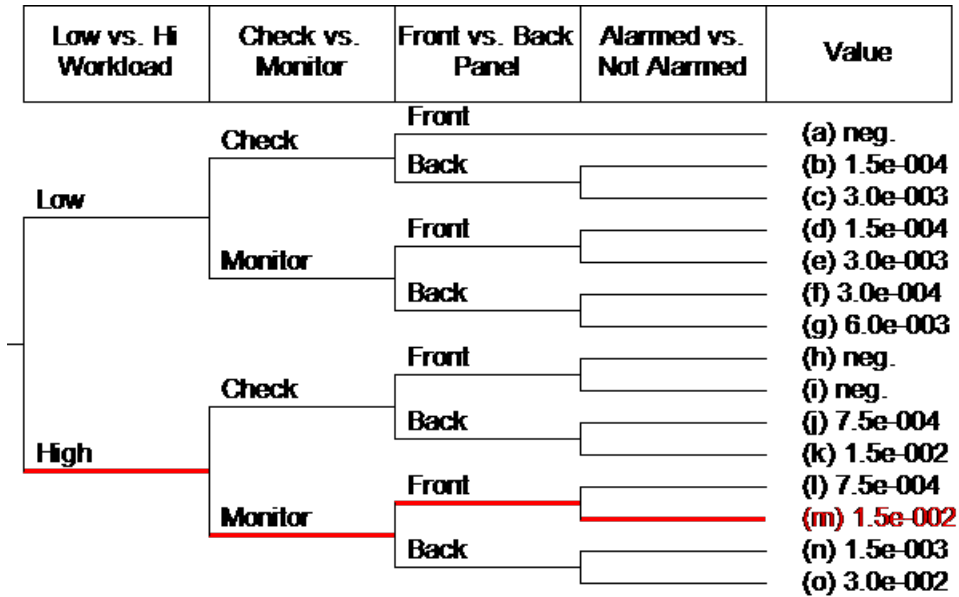 Low vs. Hi Workload
Check vs. Monitor
Front vs. Back Panel
Alarmed vs. Not Alarmed
Value
Front
(a) neg.
Check
Back
(b) 1.5e-004
Low
(c) 3.0e-003
Front
(d) 1.5e-004
Monitor
(e) 3.0e-003
Back
(f) 3.0e-004
(g) 6.0e-003
Front
(h) neg.
Check
(i) neg.
Back
(j) 7.5e-004
High
(k) 1.5e-002
Front
(l) 7.5e-004
Monitor
(m) 1.5e-002
Back
(n) 1.5e-003
(o) 3.0e-002